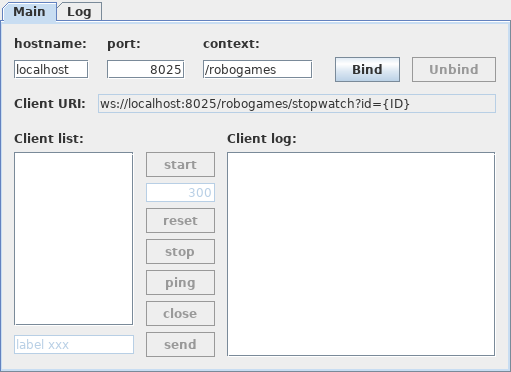 Main Log
hostname: port: context:
localhost 8025 /robogames Bind Unbind
Client URI: ws://localhost:8025/robogames/stopwatch?id={ID}
Client list: Client log:
start
300
reset
stop
ping
close
label xxx send